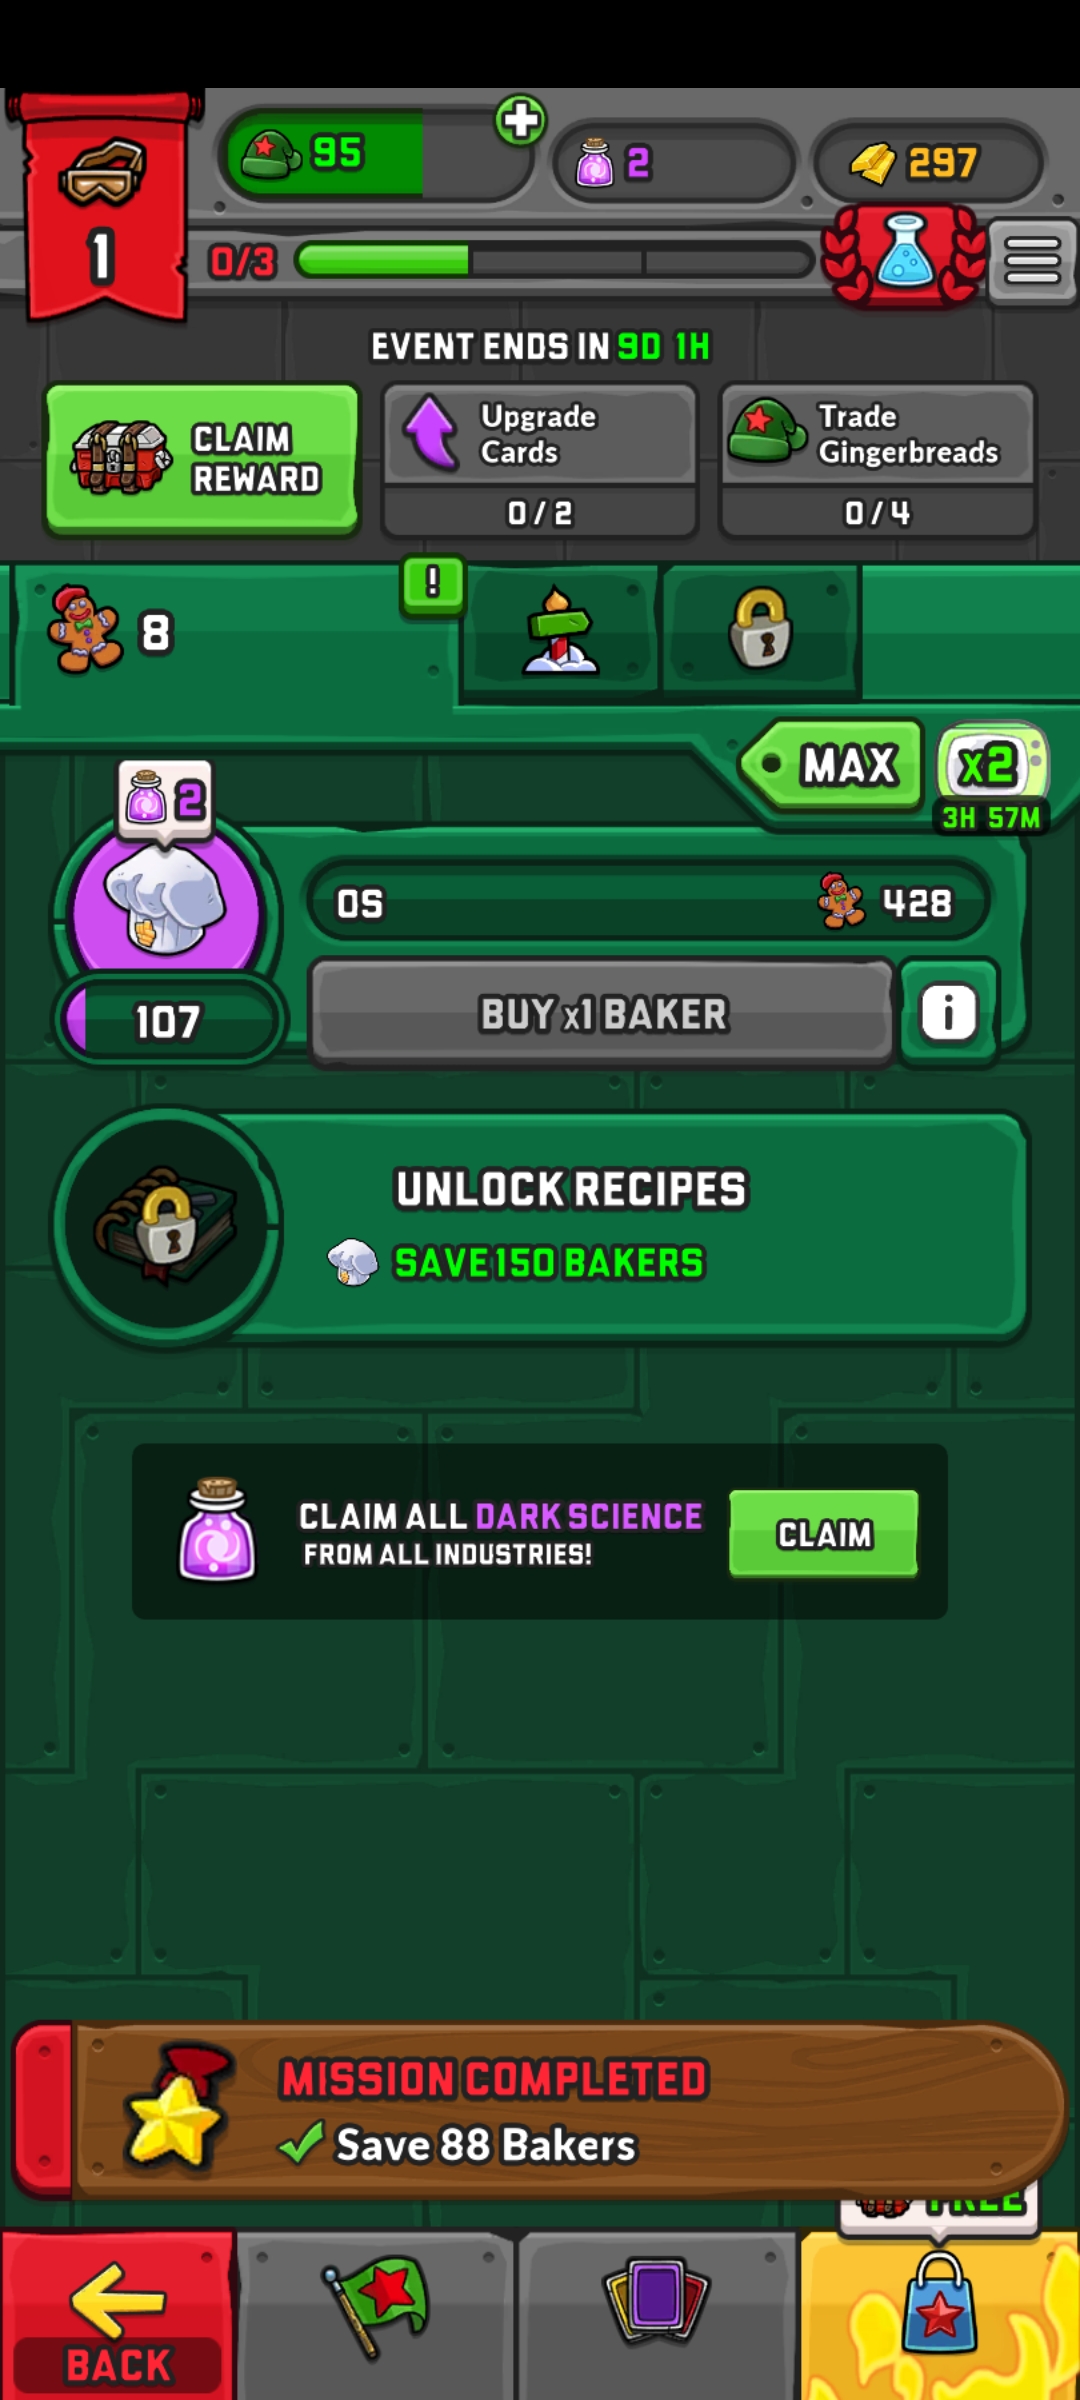 95
2
297
1
0/3
EVENT ENDS IN 9D 1H
CLAIM
REWARD
Upgrade
Cards
0/2
Trade
Gingerbreads
0/4
!
8
MAX
x2
3H 57M
2
0S
428
107
BUY x1 BAKER
i
UNLOCK RECIPES
SAVE 150 BAKERS
CLAIM ALL DARK SCIENCE
FROM ALL INDUSTRIES!
CLAIM
MISSION COMPLETED
Save 88 Bakers
FREE
BACK